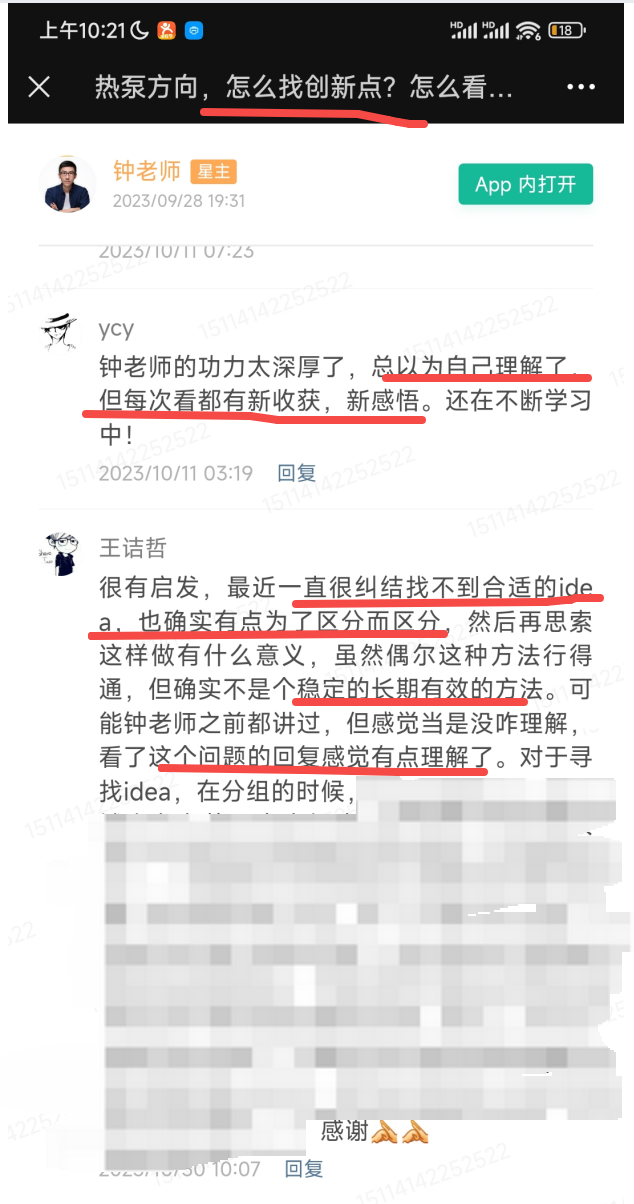 上午10:21
HD HD 6 18
热泵方向，怎么找创新点？怎么看...
钟老师 星主
2023/09/28 19:31
App 内打开
2023/10/11 07:23
ycy
钟老师的功力太深厚了，总以为自己理解了，
但每次看都有新收获，新感悟。还在不断学习
中！
2023/10/11 03:19 回复
王诘哲
很有启发，最近一直很纠结找不到合适的ide
a，也确实有点为了区分而区分，然后再思索
这样做有什么意义，虽然偶尔这种方法行得
通，但确实不是个稳定的长期有效的方法。可
能钟老师之前都讲过，但感觉当是没咋理解，
看了这个问题的回复感觉有点理解了。对于寻
找idea，在分组的时候，
感谢
10:07 回复
15114142252522